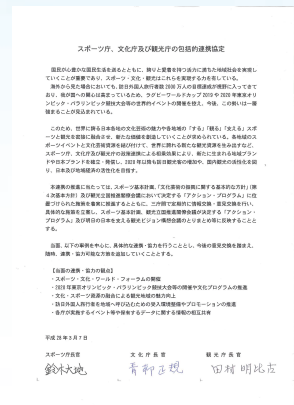 スポーツ庁、文化庁及び観光庁の包括的連携協定
国民が心豊かな国民生活を送るとともに、誇りと愛着を持つ活力に満ちた地域社会を実現し
ていくことが重要であり、スポーツ・文化・観光はこれらを実現する力を有している。
海外から見た場合においても、訪日外国人旅行者数2000万人の目標達成が視野に入ってきて
おり、我が国への関心は高まっているため、ラグビーワールドカップ2019や2020年東京オリ
ンピック・パラリンピック競技大会等の世界的イベントの開催を控え、今後、この勢いは一層
強まることが見込まれている。
このため、世界に誇る日本各地の文化芸術の魅力や各地域の「する」「観る」「支える」スポ
ーツと観光を密接に融合させ、新たな価値を創造していくことが求められている。各地域のス
ポーツイベントと文化芸術資源を結び付けて、世界に誇れる新たな観光を生み出すなど、
スポーツ庁、文化庁及び観光庁の政策連携による相乗効果により、新たに生まれる地域ブラン
ドや日本ブランドを確立・発信し、2020年以降も訪日観光客の増加や、国内観光の活性化を図
り、日本及び地域経済の活性化を目指す。
本連携の推進に当たっては、スポーツ基本計画、「文化芸術の振興に関する基本的な方針」(第
4次基本方針)及び観光立国推進閣僚会議において決定する「アクション・プログラム」に位
置づけられた施策を着実に推進するとともに、三庁間で定期的に情報交換・意見交換を行い、
具体的な施策を立案し、スポーツ基本計画、観光立国推進閣僚会議が決定する「アクション・
プログラム」及び明日の日本を支える観光ビジョン構想会議のとりまとめ等に反映することと
する。
当面、以下の事例を中心に、具体的な連携・協力を行うこととし、今後の意見交換を踏まえ、
随時、連携・協力可能な方策を追加していくこととする。
【当面の連携・協力の観点】
・スポーツ・文化・ワールド・フォーラムの開催
・2020年東京オリンピック・パラリンピック競技大会等の開催や文化プログラムの推進
・スポーツ・文化資源の融合による観光地域の魅力向上
・訪日外国人旅行者を地域へ呼び込むための受入環境整備やプロモーションの推進
・各庁が実施するイベント等や保有するデータに関する情報の相互共有
平成28年3月7日
スポーツ庁長官 文化庁長官 観光庁長官
鈴木大地 青柳正規 田村明比古